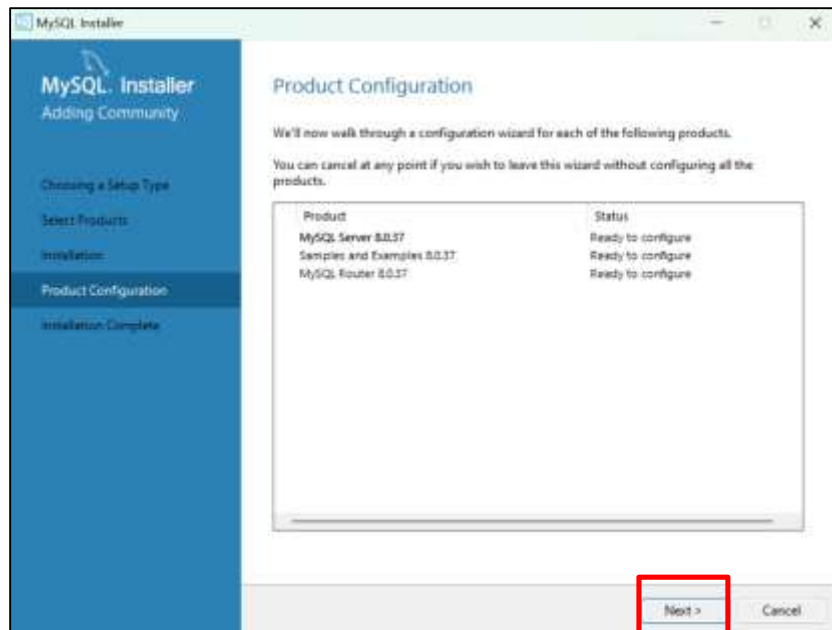 MySQL Installer
MySQL. Installer
Adding Community
Choosing a Setup Type
Select Products
Installation
Product Configuration
Installation Complete
Product Configuration
We'll now walk through a configuration wizard for each of the following products.
You can cancel at any point if you wish to leave this wizard without configuring all the
products.
Product Status
MySQL Server 8.0.37 Ready to configure
Samples and Examples 8.0.37 Ready to configure
MySQL Router 8.0.37 Ready to configure
Next > Cancel